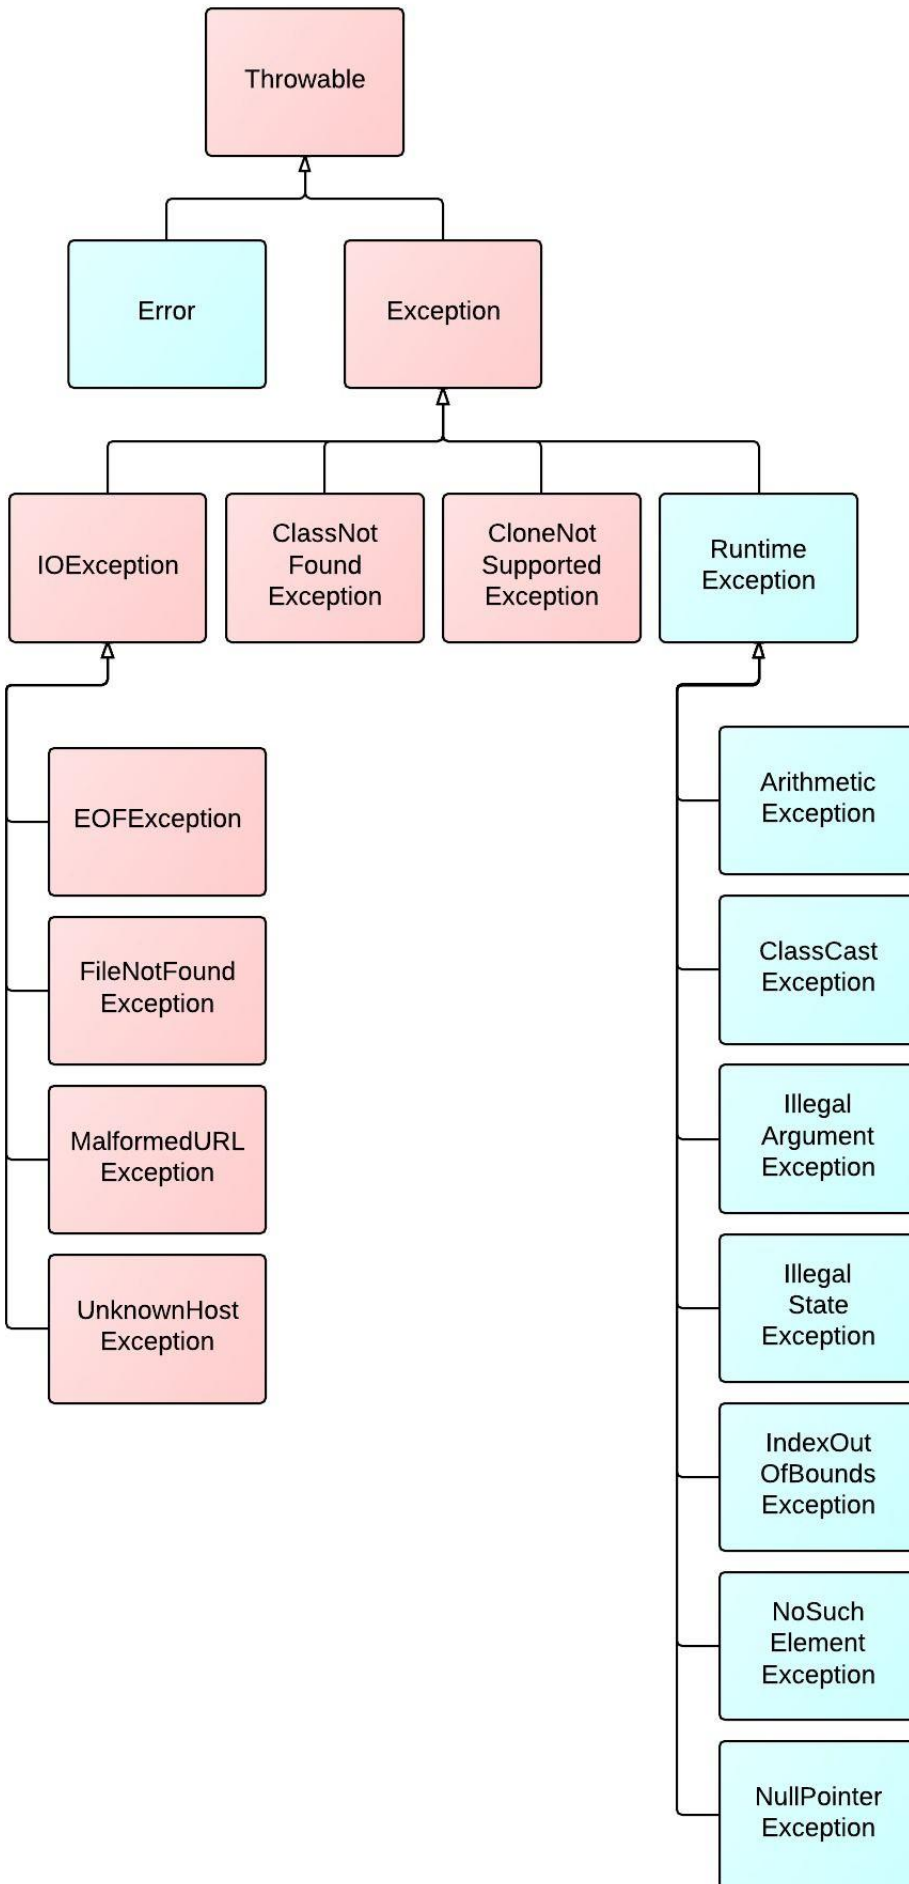 Throwable
Error
Exception
IOException
ClassNot
Found
Exception
CloneNot
Supported
Exception
Runtime
Exception
EOFException
FileNotFound
Exception
MalformedURL
Exception
UnknownHost
Exception
Arithmetic
Exception
ClassCast
Exception
Illegal
Argument
Exception
Illegal
State
Exception
IndexOut
OfBounds
Exception
NoSuch
Element
Exception
NullPointer
Exception